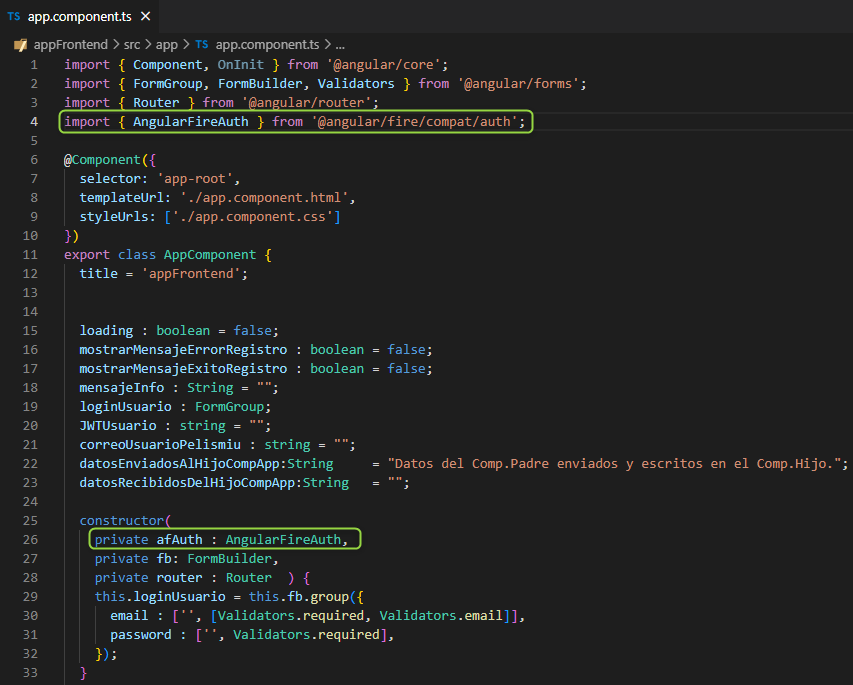 TS app.component.ts ×
appFrontend > src > app > TS app.component.ts > ...
1 import { Component, OnInit } from '@angular/core';
2 import { FormGroup, FormBuilder, Validators } from '@angular/forms';
3 import { Router } from '@angular/router';
4 import { AngularFireAuth } from '@angular/fire/compat/auth';
5
6 @Component({
7   selector: 'app-root',
8   templateUrl: './app.component.html',
9   styleUrls: ['./app.component.css']
10 })
11 export class AppComponent {
12   title = 'appFrontend';
13
14
15   loading : boolean = false;
16   mostrarMensajeErrorRegistro : boolean = false;
17   mostrarMensajeExitoRegistro : boolean = false;
18   mensajeInfo : String = "";
19   loginUsuario : FormGroup;
20   JWTUsuario : string = "";
21   correoUsuarioPelismiu : string = "";
22   datosEnviadosAlHijoCompApp:String     = "Datos del Comp.Padre enviados y escritos en el Comp.Hijo.";
23   datosRecibidosDelHijoCompApp:String   = "";
24
25   constructor(
26     private afAuth : AngularFireAuth,
27     private fb: FormBuilder,
28     private router : Router  ) {
29     this.loginUsuario = this.fb.group({
30       email : ['', [Validators.required, Validators.email]],
31       password : ['', Validators.required],
32     });
33   }